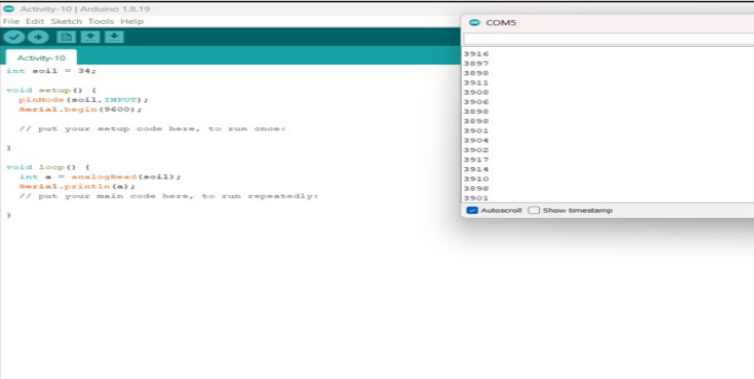 Activity-10 | Arduino 1.8.19
File Edit Sketch Tools Help
Activity-10
int soil = 34;
void setup() {
pinMode(soil,INPUT);
Serial.begin(9600);
// put your setup code here, to run once:
}
void loop() {
int a = analogRead(soil);
Serial.println(a);
// put your main code here, to run repeatedly:
}
COM5
3916
3897
3898
3911
3908
3906
3898
3898
3901
3904
3902
3917
3914
3910
3898
3901
Autoscroll Show timestamp